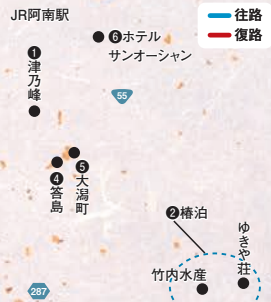 JR阿南駅
往路
復路
❻ホテル
サンオーシャン
❶津乃峰
55
❺大潟町
❹答島
❷椿泊
ゆきや荘
竹内水産
287